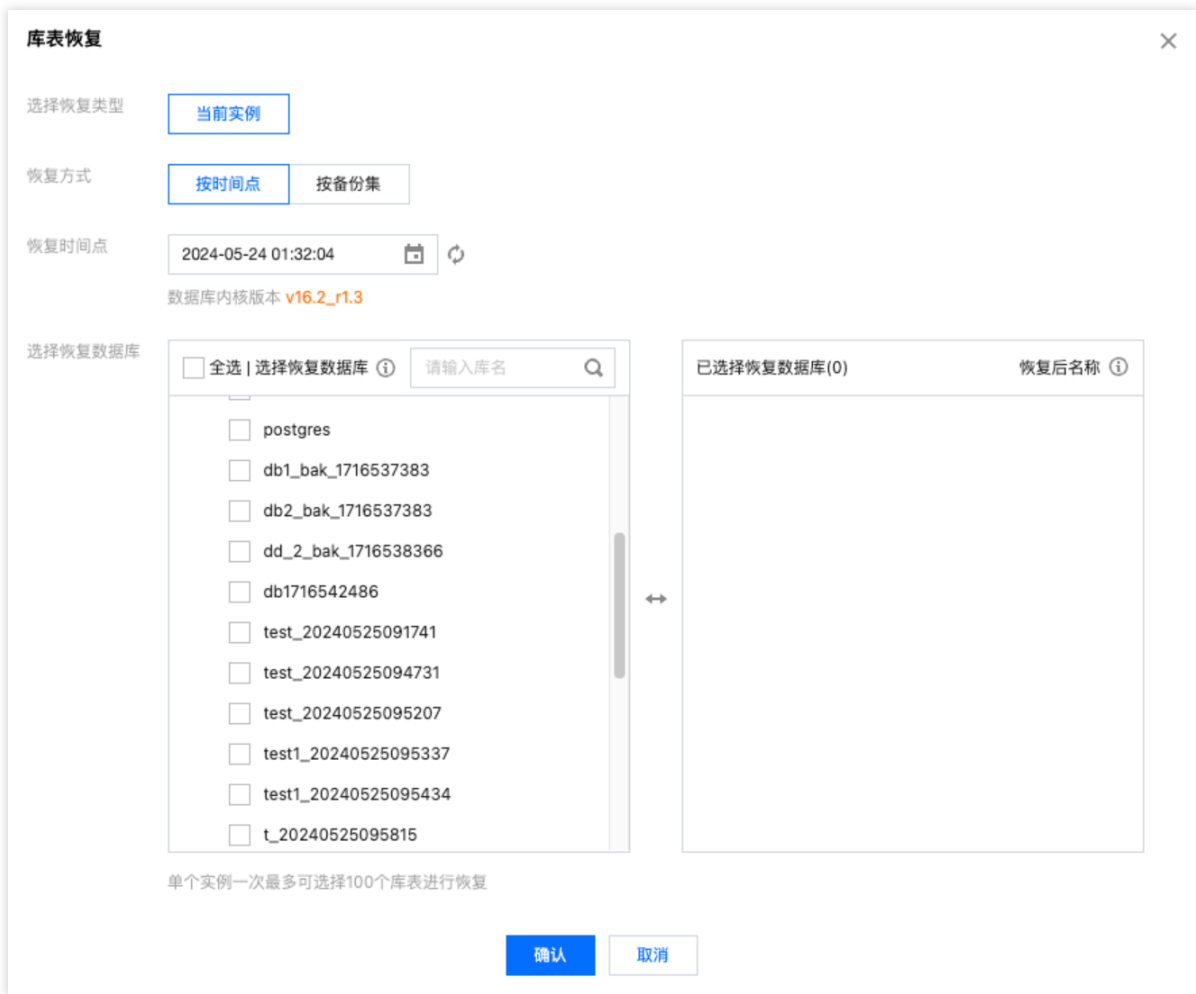 库表恢复
选择恢复类型
当前实例
恢复方式
按时间点 按备份集
恢复时间点
2024-05-24 01:32:04
数据库内核版本 v16.2_r1.3
选择恢复数据库
全选 | 选择恢复数据库 请输入库名
已选择恢复数据库(0) 恢复后名称
postgres
db1_bak_1716537383
db2_bak_1716537383
dd_2_bak_1716538366
db1716542486
test_20240525091741
test_20240525094731
test_20240525095207
test1_20240525095337
test1_20240525095434
t_20240525095815
单个实例一次最多可选择100个库表进行恢复
确认 取消